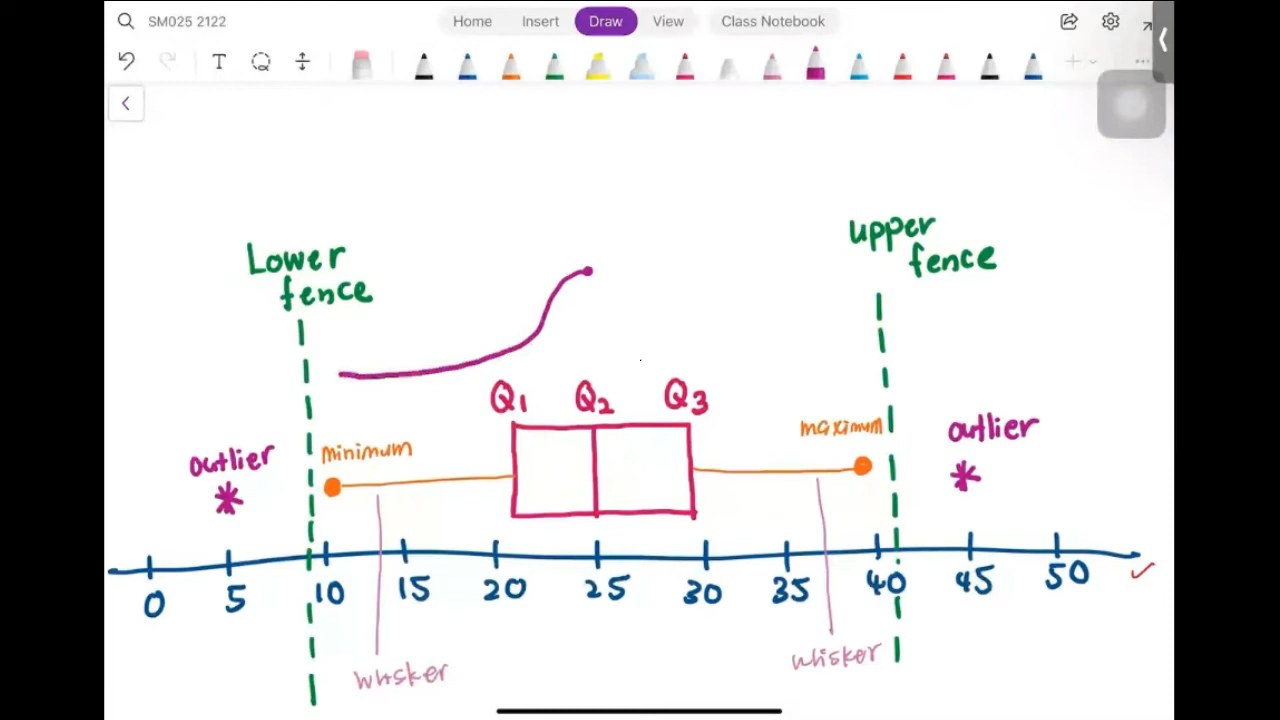 SM025 2122
Home Insert Draw View Class Notebook
T
upper
fence
Lower
fence
Q1 Q2 Q3
minimum
maximum
outlier
outlier
0 5 10 15 20 25 30 35 40 45 50
whisker
whisker